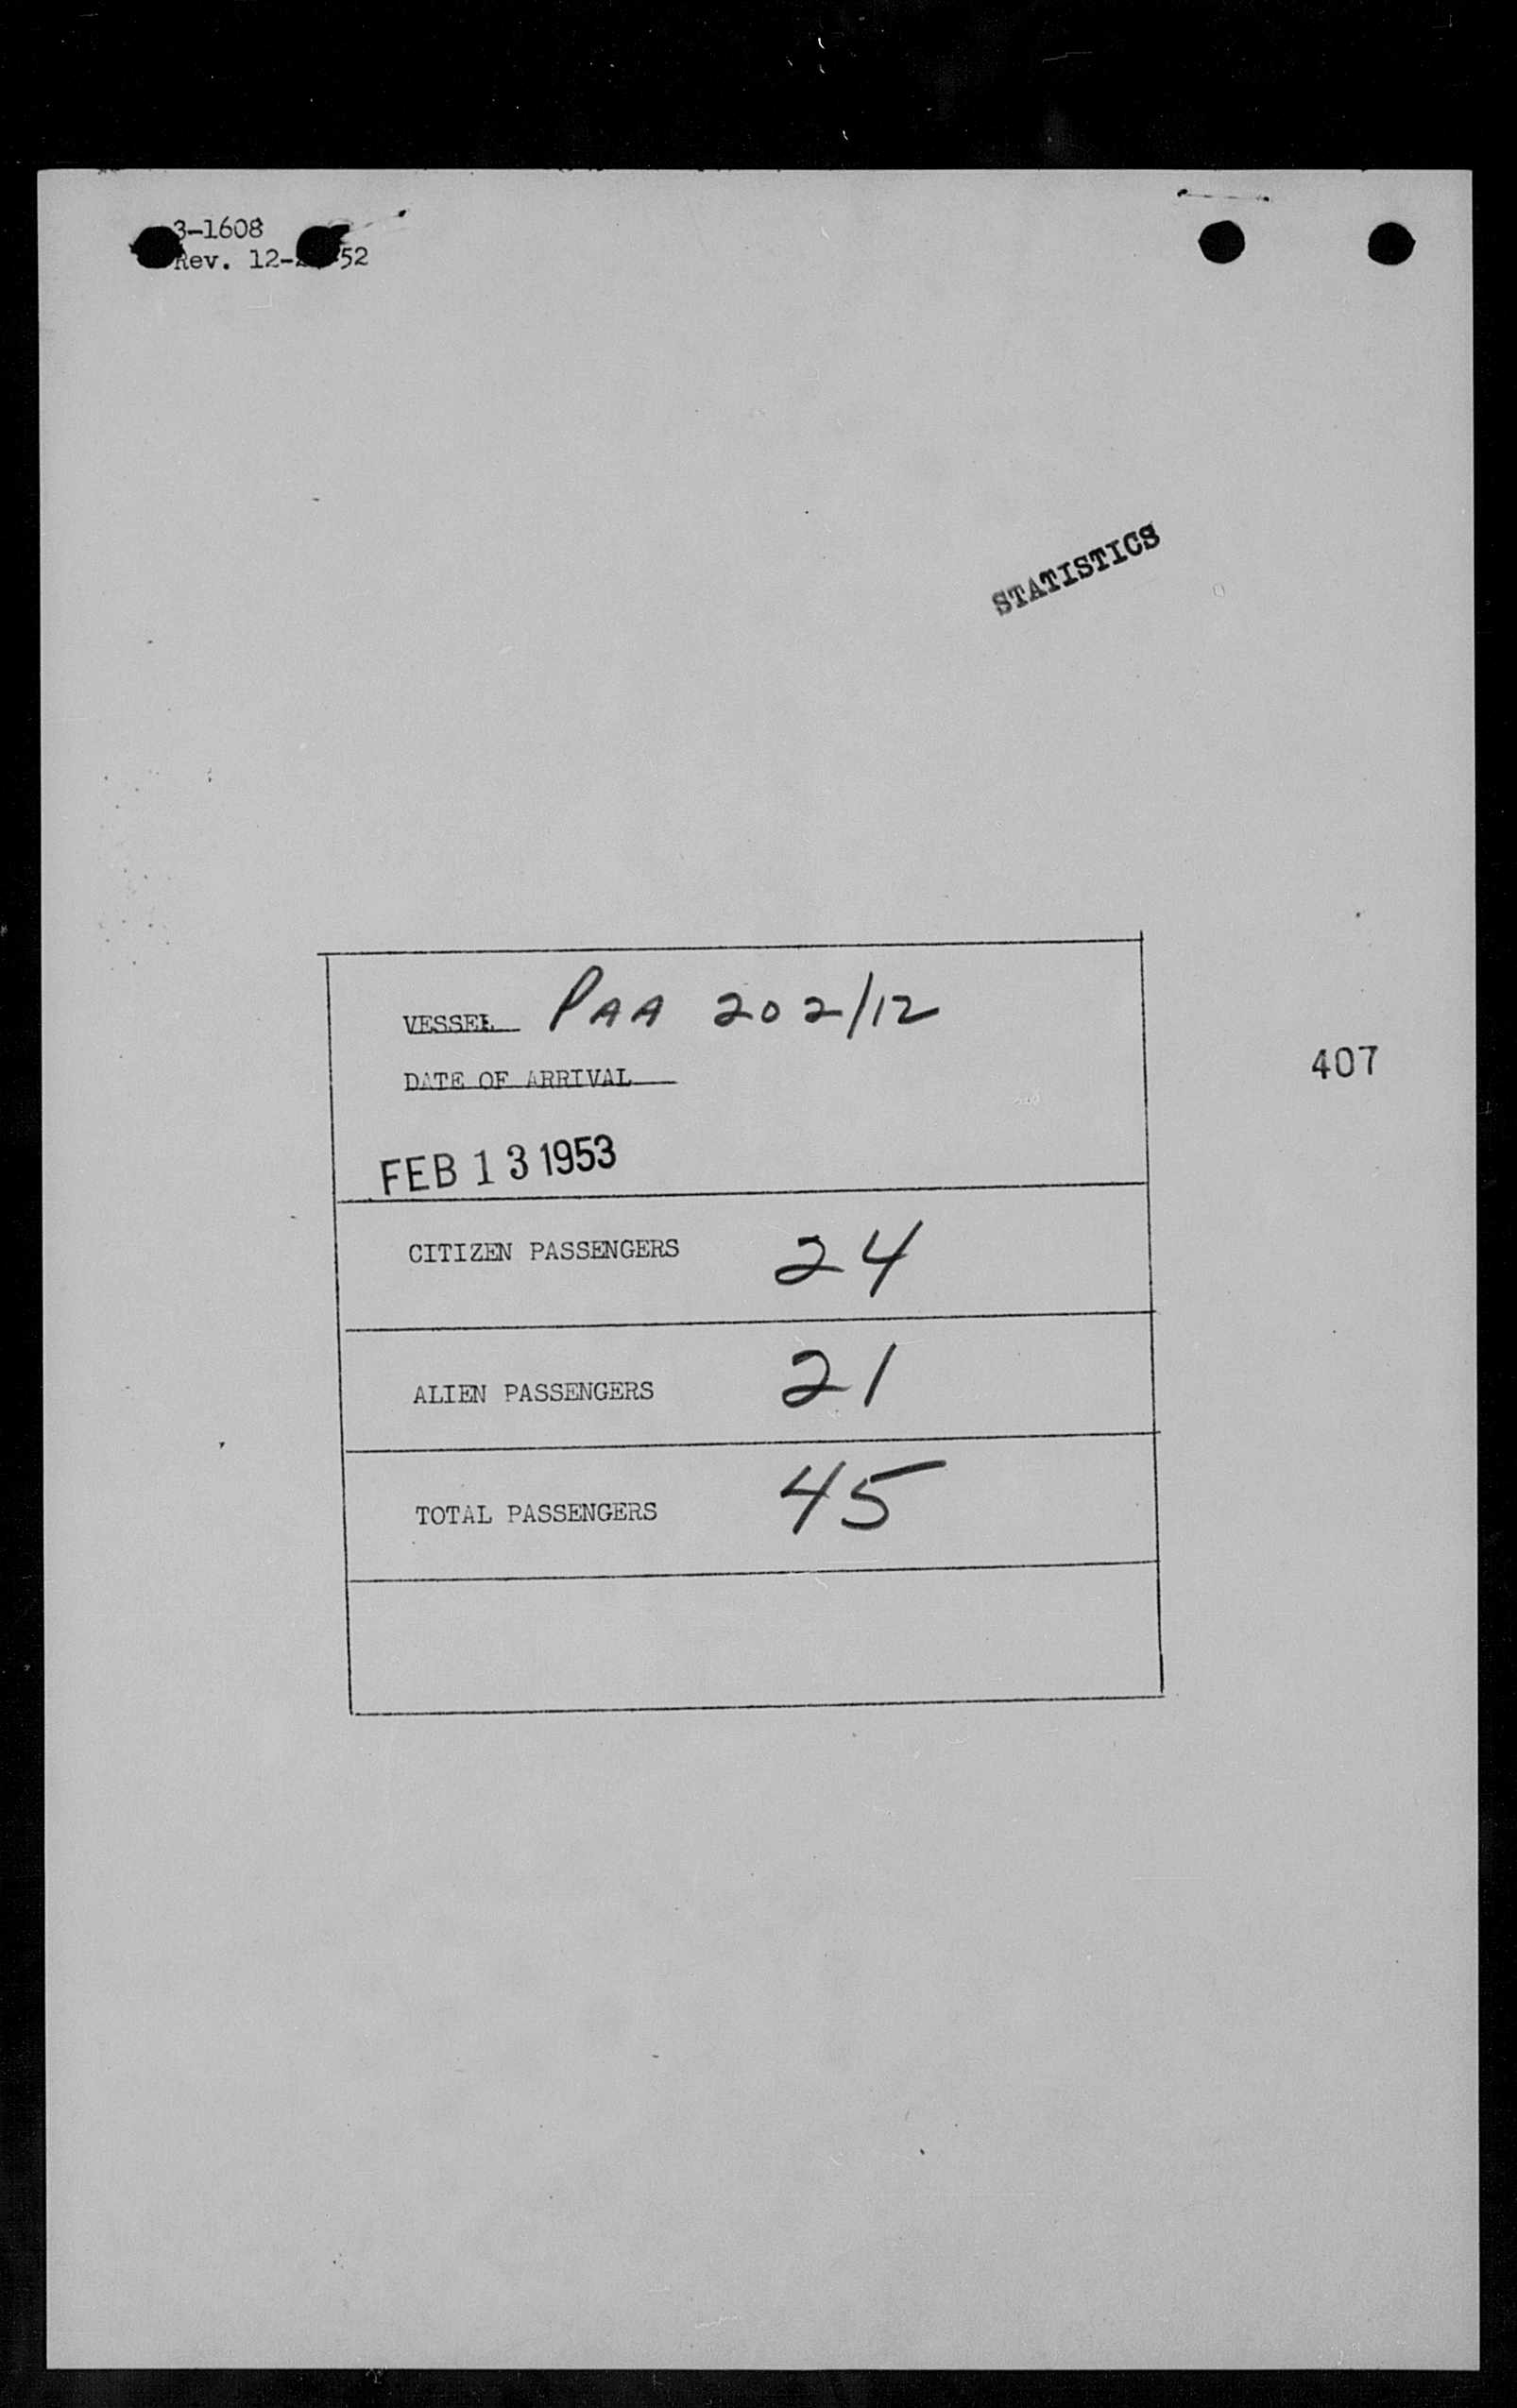 3-1608
Rev. 12- 52
STATISTICS
VESSEL PAA 202/12
DATE OF ARRIVAL
407
FEB 13 1953
CITIZEN PASSENGERS 24
ALIEN PASSENGERS 21
TOTAL PASSENGERS 45